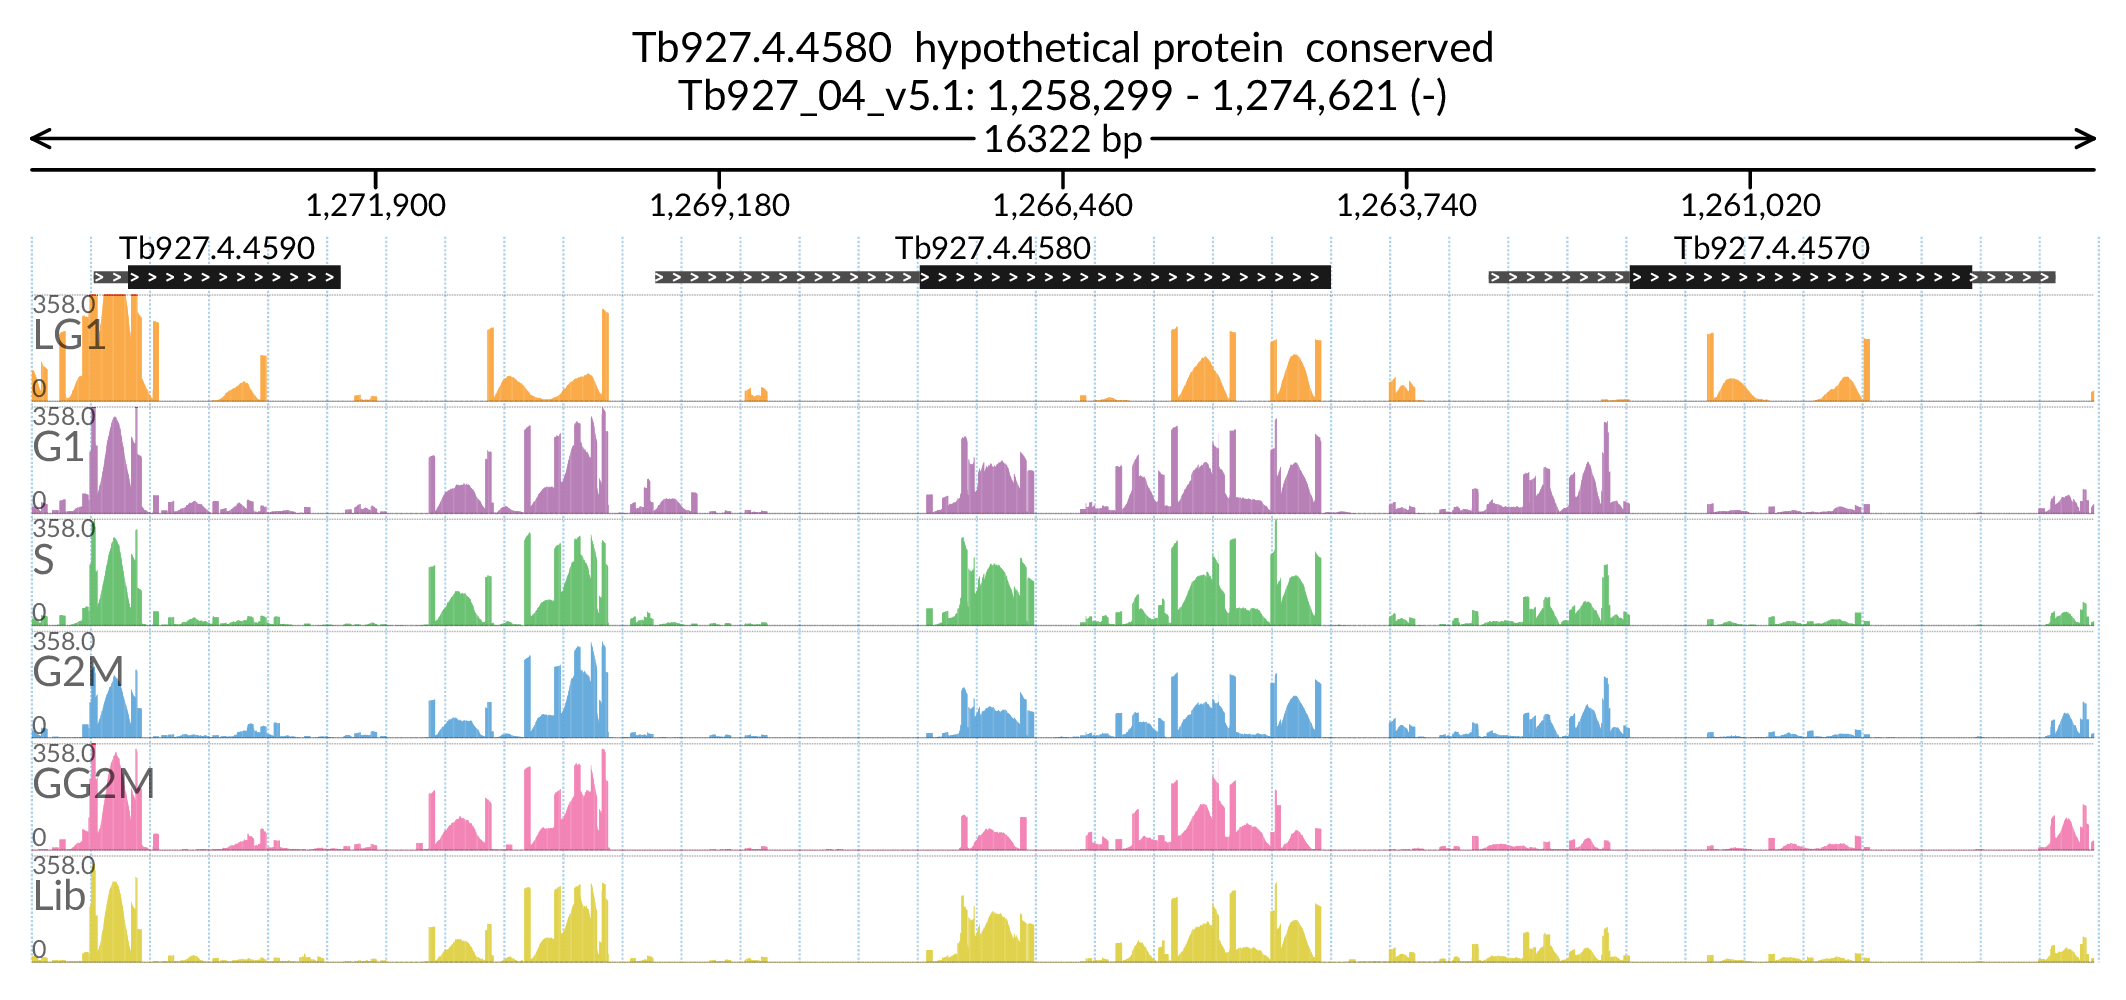 Tb927.4.4580  hypothetical protein  conserved
Tb927_04_v5.1: 1,258,299 - 1,274,621 (-)
16322 bp
1,271,900 1,269,180 1,266,460 1,263,740 1,261,020
Tb927.4.4590 Tb927.4.4580 Tb927.4.4570
358.0
LG1
0
358.0
G1
0
358.0
S
0
358.0
G2M
0
358.0
GG2M
0
358.0
Lib
0